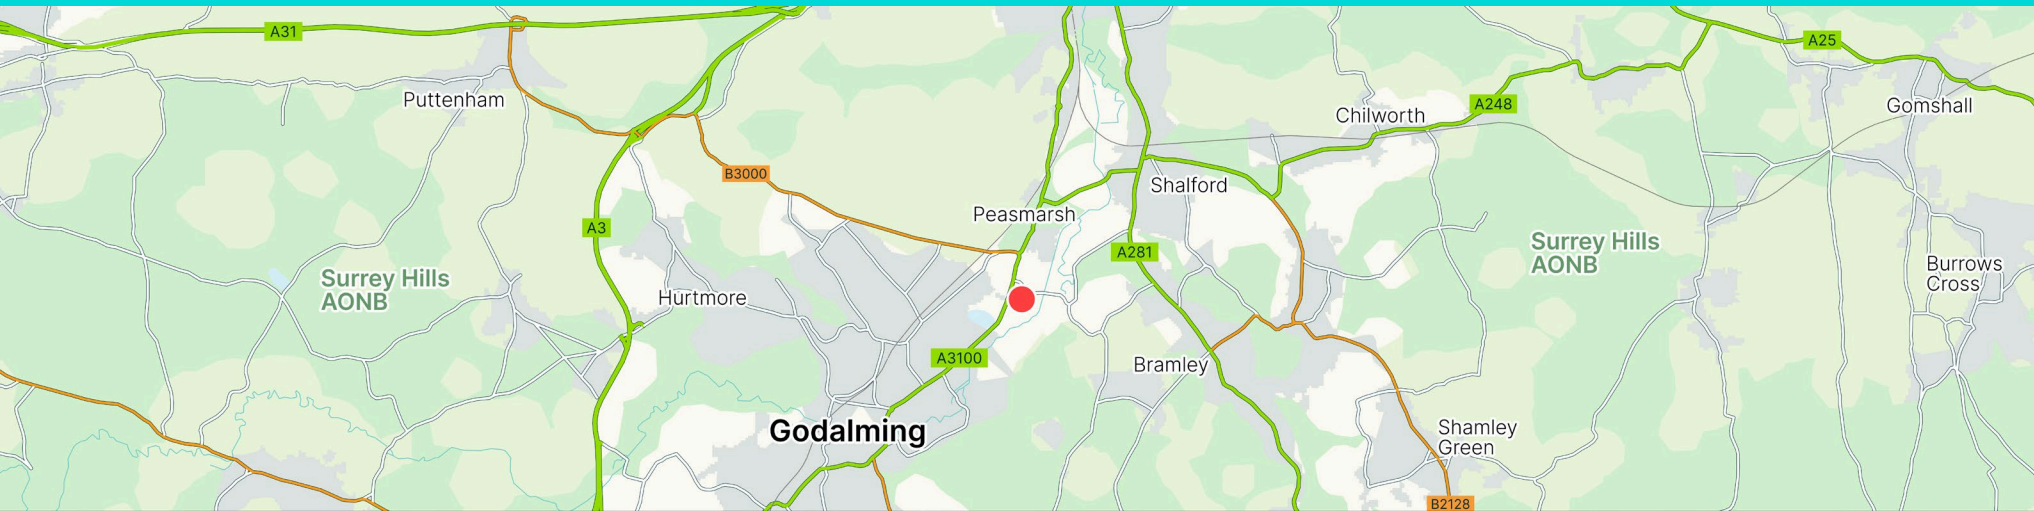 A31
A25
Puttenham
A248
Gomshall
Chilworth
B3000
Shalford
Peasmarsh
A3
A281
Surrey Hills
AONB
Surrey Hills
AONB
Burrows
Cross
Hurtmore
A3100
Bramley
Godalming
Shamley
Green
B2128